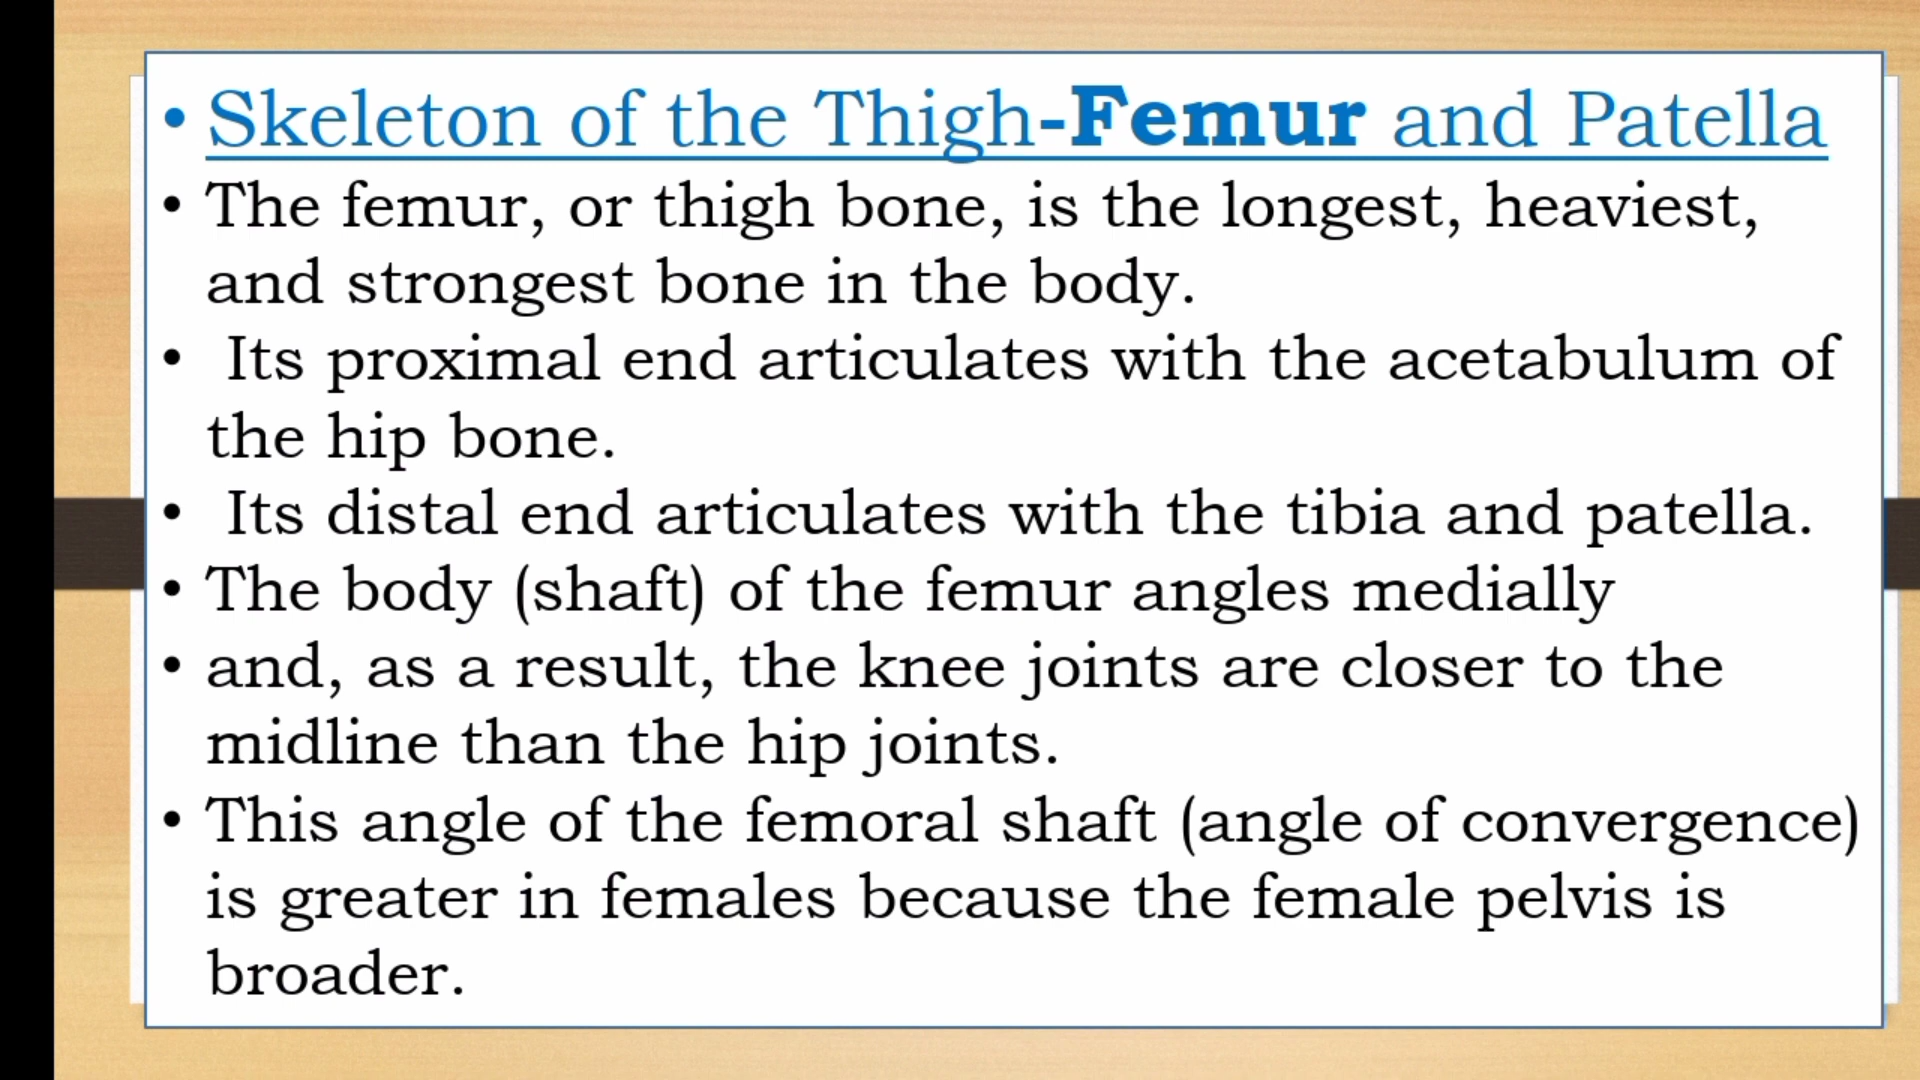 • Skeleton of the Thigh-Femur and Patella
• The femur, or thigh bone, is the longest, heaviest,
and strongest bone in the body.
• Its proximal end articulates with the acetabulum of
the hip bone.
• Its distal end articulates with the tibia and patella.
• The body (shaft) of the femur angles medially
• and, as a result, the knee joints are closer to the
midline than the hip joints.
• This angle of the femoral shaft (angle of convergence)
is greater in females because the female pelvis is
broader.